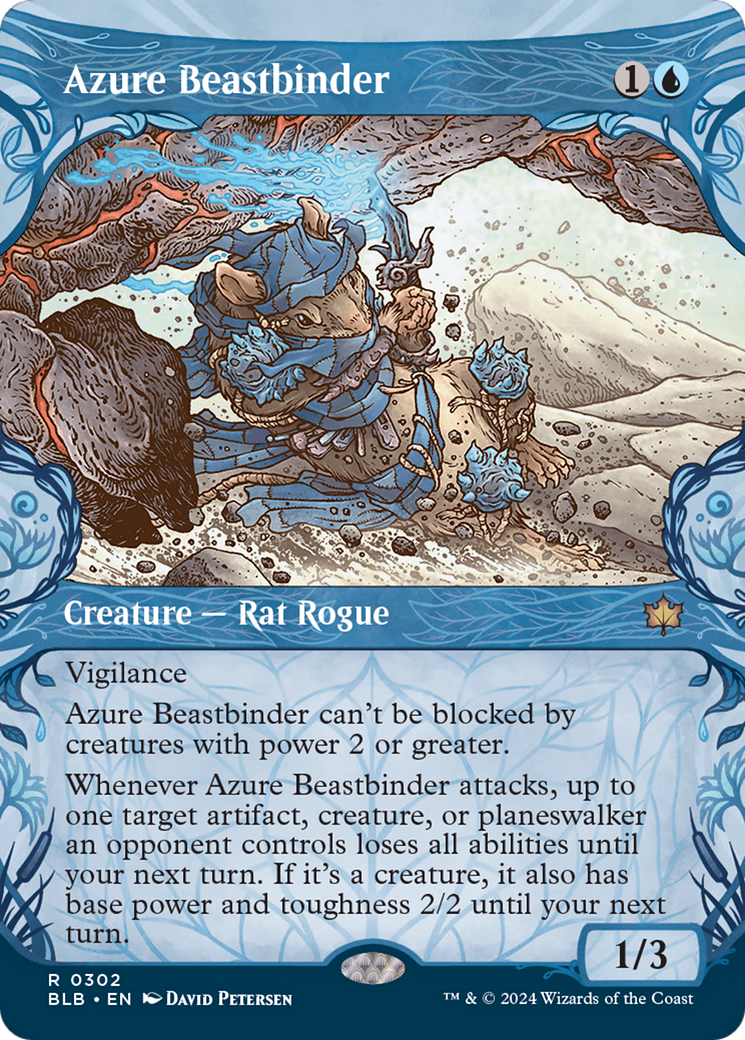 Azure Beastbinder 1
Creature — Rat Rogue
Vigilance
Azure Beastbinder can't be blocked by
creatures with power 2 or greater.
Whenever Azure Beastbinder attacks, up to
one target artifact, creature, or planeswalker
an opponent controls loses all abilities until
your next turn. If it's a creature, it also has
base power and toughness 2/2 until your next
turn.
1/3
R 0302
BLB • EN DAVID PETERSEN
™ & © 2024 Wizards of the Coast